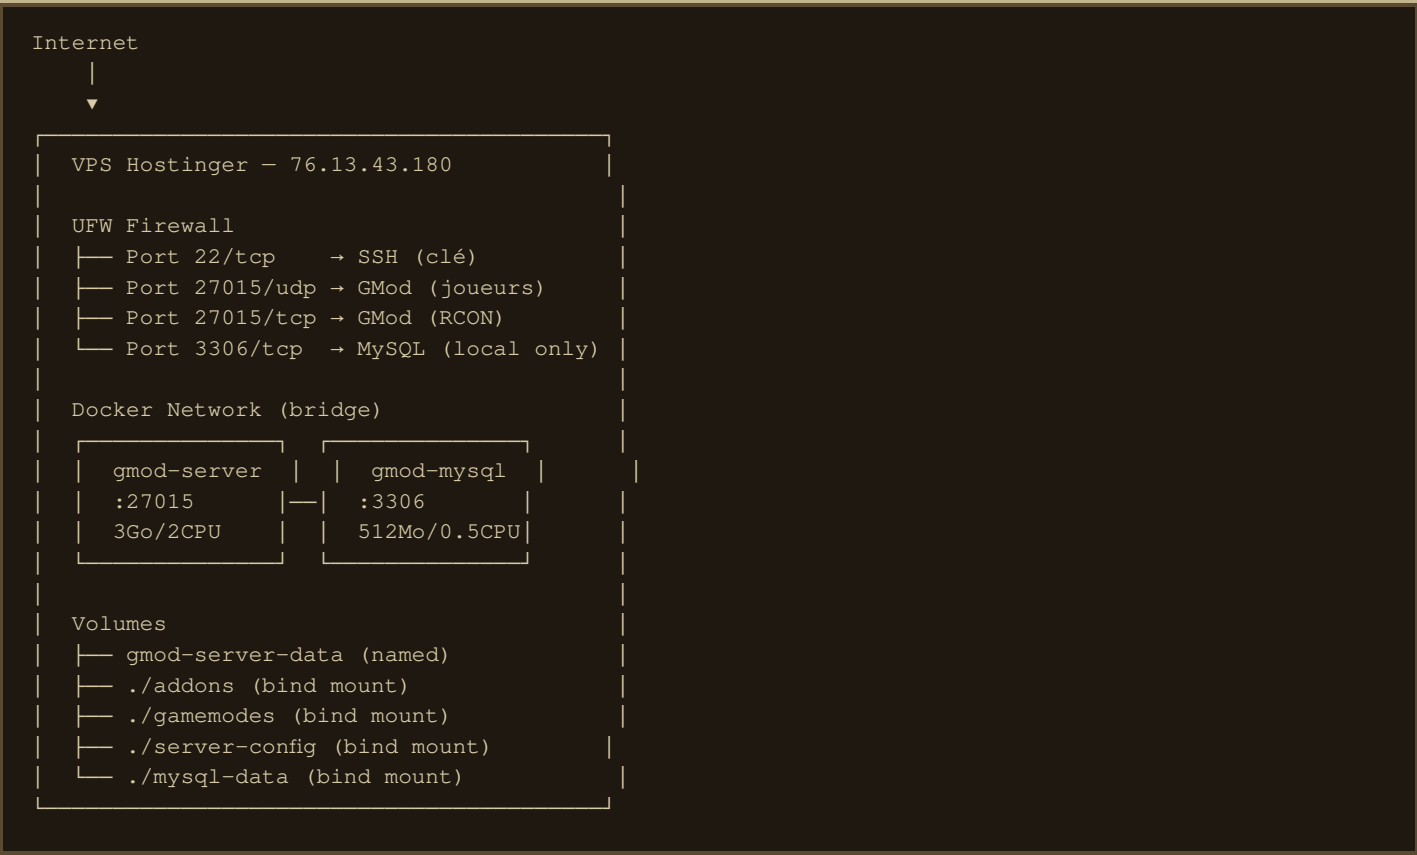 Internet
│
▼
┌─────────────────────────────────────────┐
│  VPS Hostinger — 76.13.43.180           │
│                                          │
│  UFW Firewall                            │
│  ├── Port 22/tcp    → SSH (clé)          │
│  ├── Port 27015/udp → GMod (joueurs)     │
│  ├── Port 27015/tcp → GMod (RCON)        │
│  └── Port 3306/tcp  → MySQL (local only) │
│                                          │
│  Docker Network (bridge)                 │
│  ┌──────────────┐  ┌──────────────┐      │
│  │  gmod-server  │  │  gmod-mysql  │      │
│  │  :27015      │──│  :3306       │      │
│  │  3Go/2CPU    │  │  512Mo/0.5CPU│      │
│  └──────────────┘  └──────────────┘      │
│                                          │
│  Volumes                                 │
│  ├── gmod-server-data (named)            │
│  ├── ./addons (bind mount)               │
│  ├── ./gamemodes (bind mount)            │
│  ├── ./server-config (bind mount)        │
│  └── ./mysql-data (bind mount)           │
└─────────────────────────────────────────┘